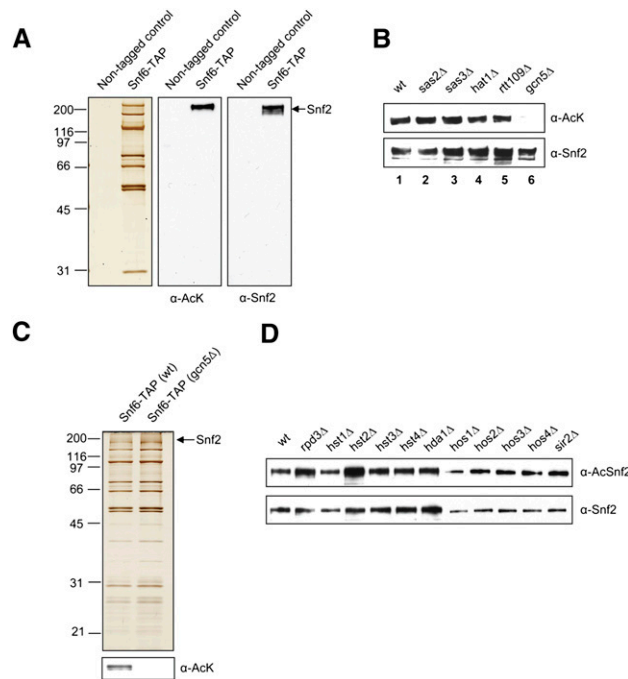 A
Non-tagged control
Snf6-TAP
Non-tagged control
Snf6-TAP
Non-tagged control
Snf6-TAP
200
116
97
66
45
31
Snf2
α-AcK
α-Snf2
B
wt
sas2Δ
sas3Δ
hat1Δ
rtt109Δ
gcn5Δ
α-AcK
α-Snf2
1 2 3 4 5 6
C
Snf6-TAP (wt)
Snf6-TAP (gcn5Δ)
200
116
97
66
45
31
21
Snf2
α-AcK
D
wt
rpd3Δ
hst1Δ
hst2Δ
hst3Δ
hst4Δ
hda1Δ
hos1Δ
hos2Δ
hos3Δ
hos4Δ
sir2Δ
α-AcSnf2
α-Snf2